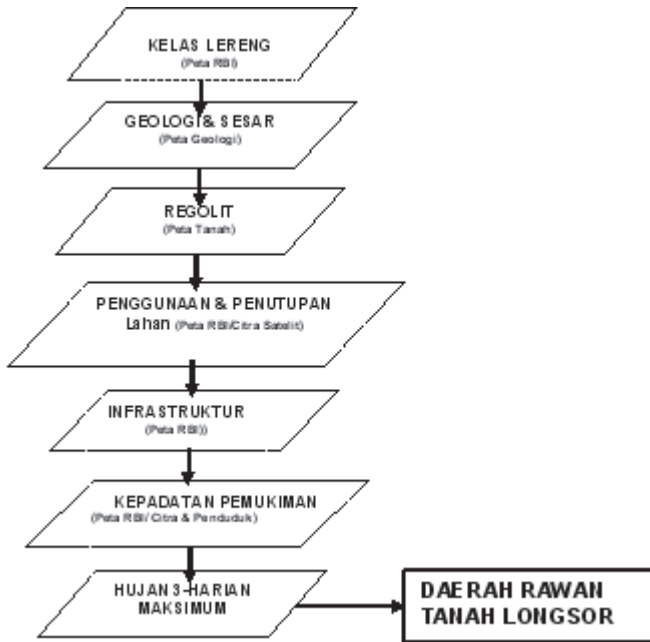 KELAS LERENG
(Peta RBI)
GEOLOGI & SESAR
(Peta Geologi)
REGOLIT
(Peta Tanah)
PENGGUNAAN & PENUTUPAN
Lahan (Peta RBI/Citra Satelit)
INFRASTRUKTUR
(Peta RBI))
KEPADATAN PEMUKIMAN
(Peta RBI/ Citra & Penduduk)
HUJAN 3-HARIAN
MAKSIMUM
DAERAH RAWAN
TANAH LONGSOR